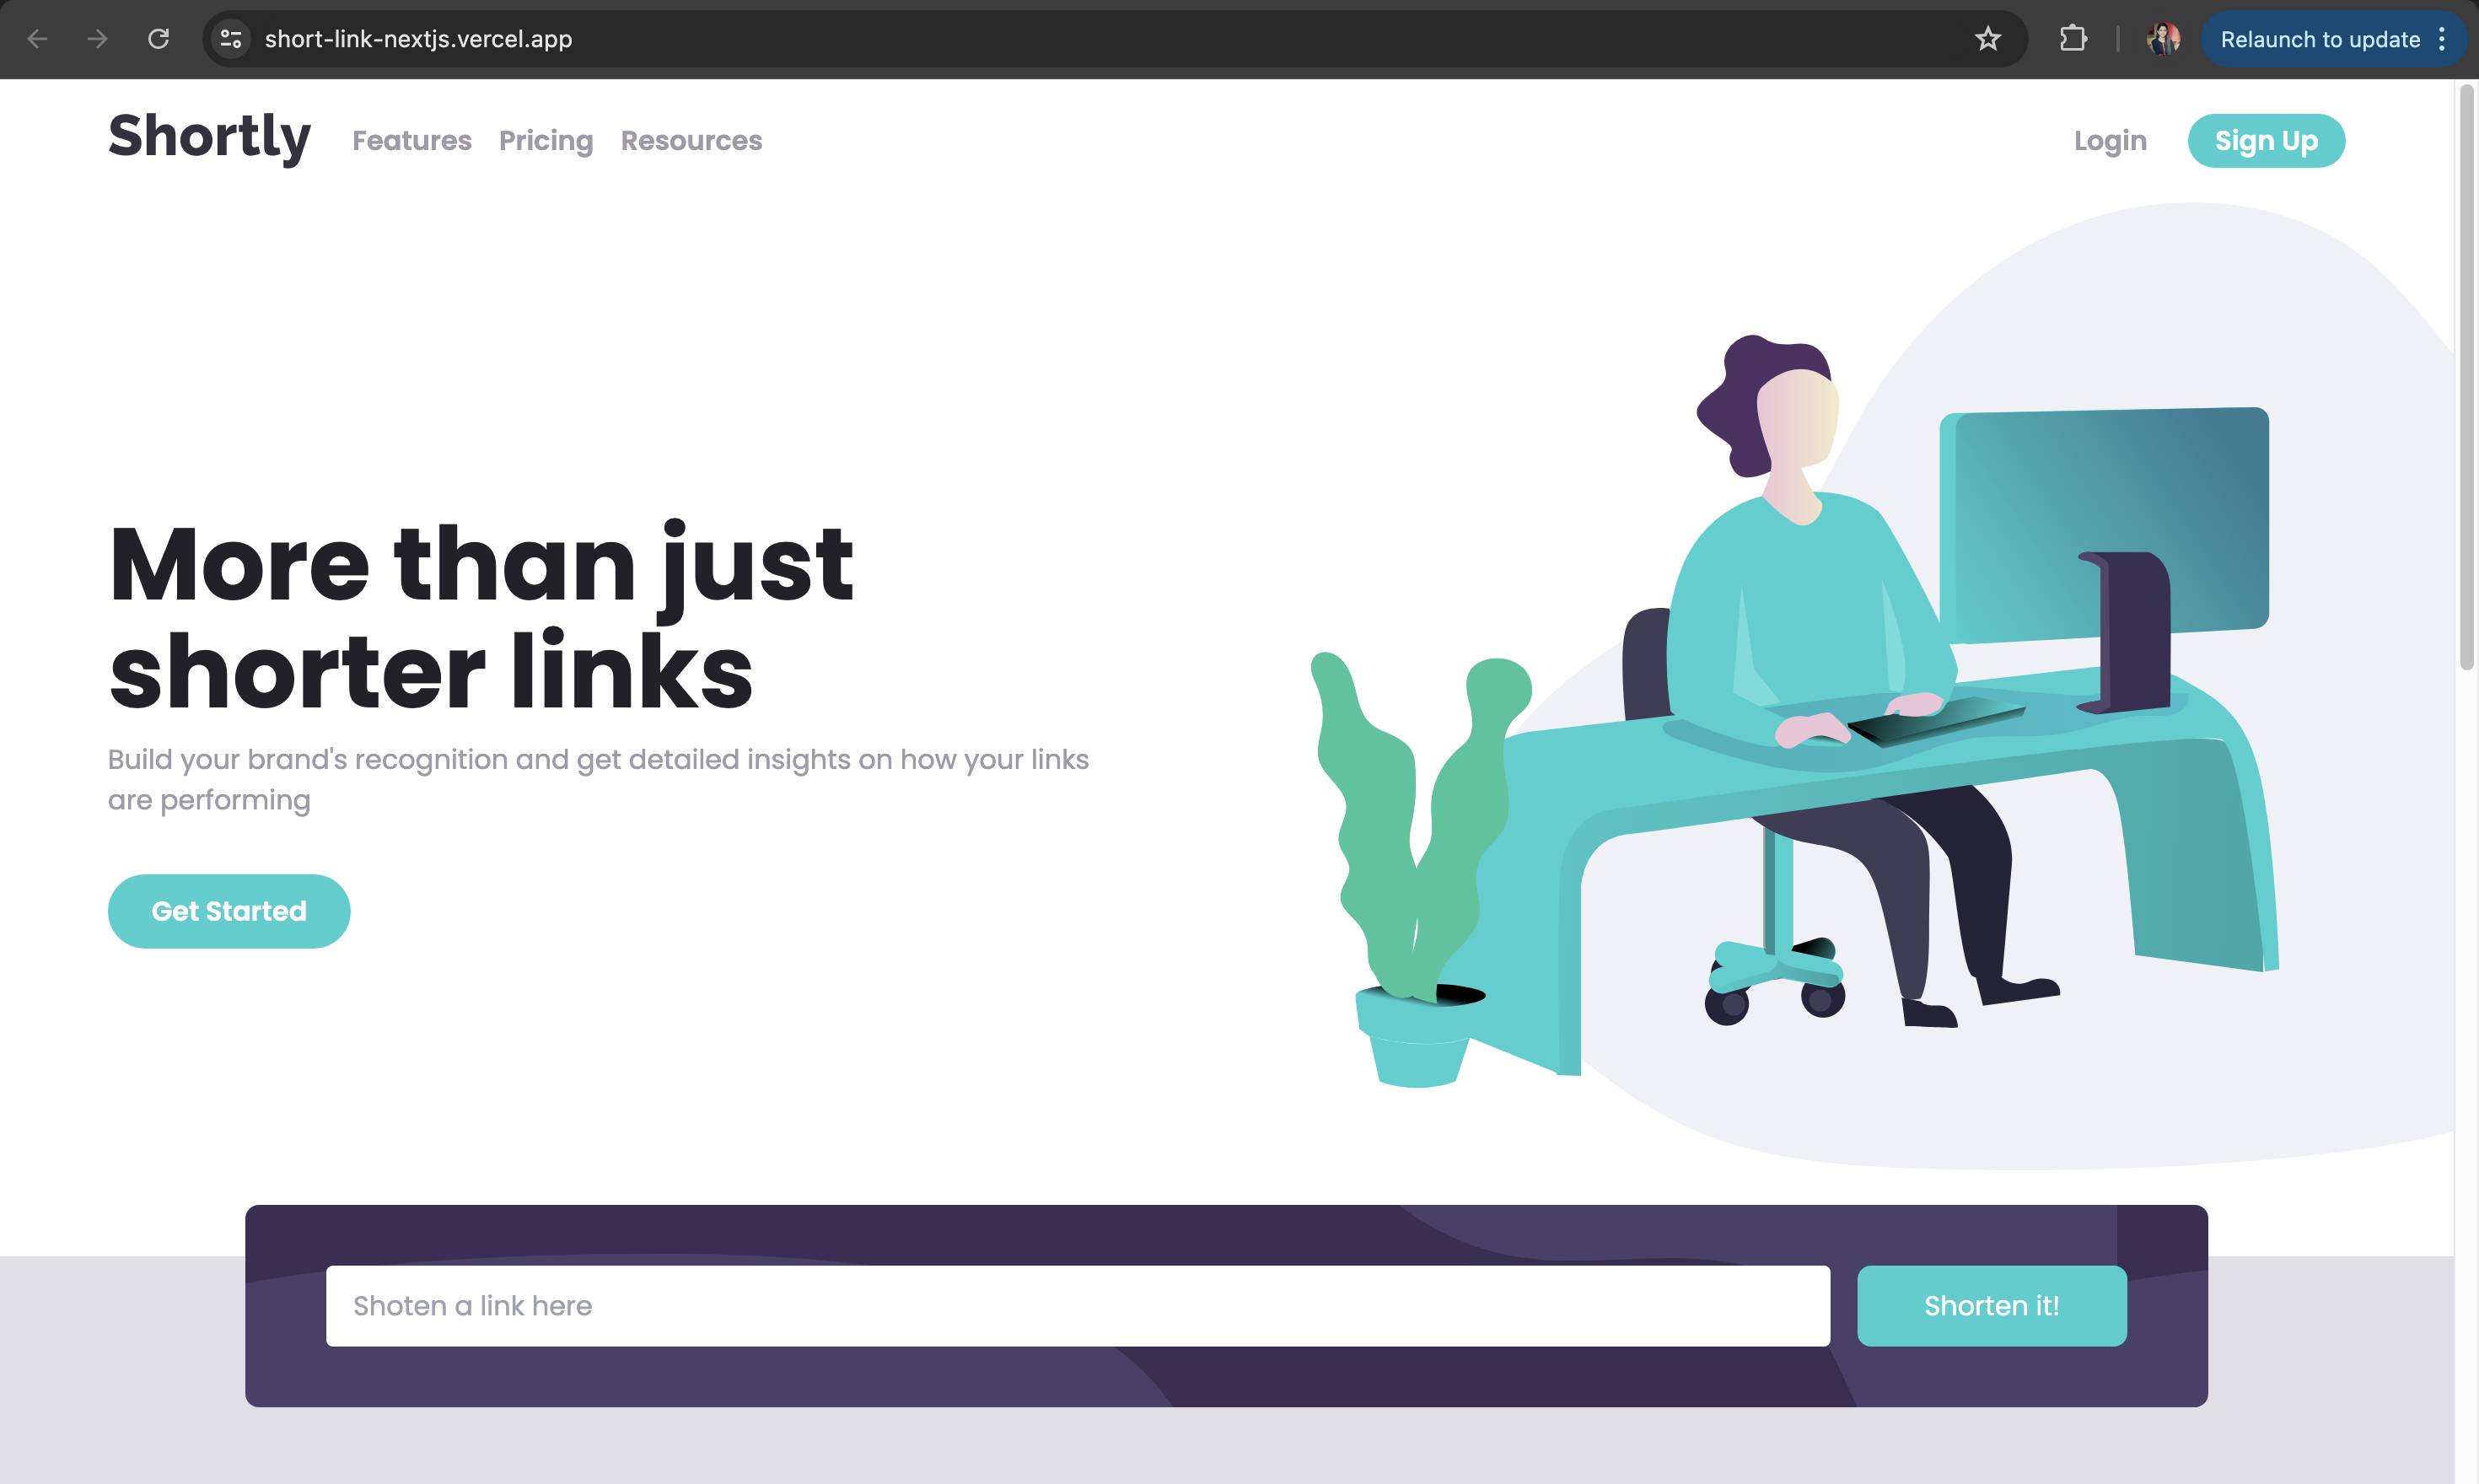 short-link-nextjs.vercel.app
Relaunch to update
Shortly
Features Pricing Resources
Login Sign Up
More than just
shorter links
Build your brand's recognition and get detailed insights on how your links
are performing
Get Started
Shoten a link here
Shorten it!